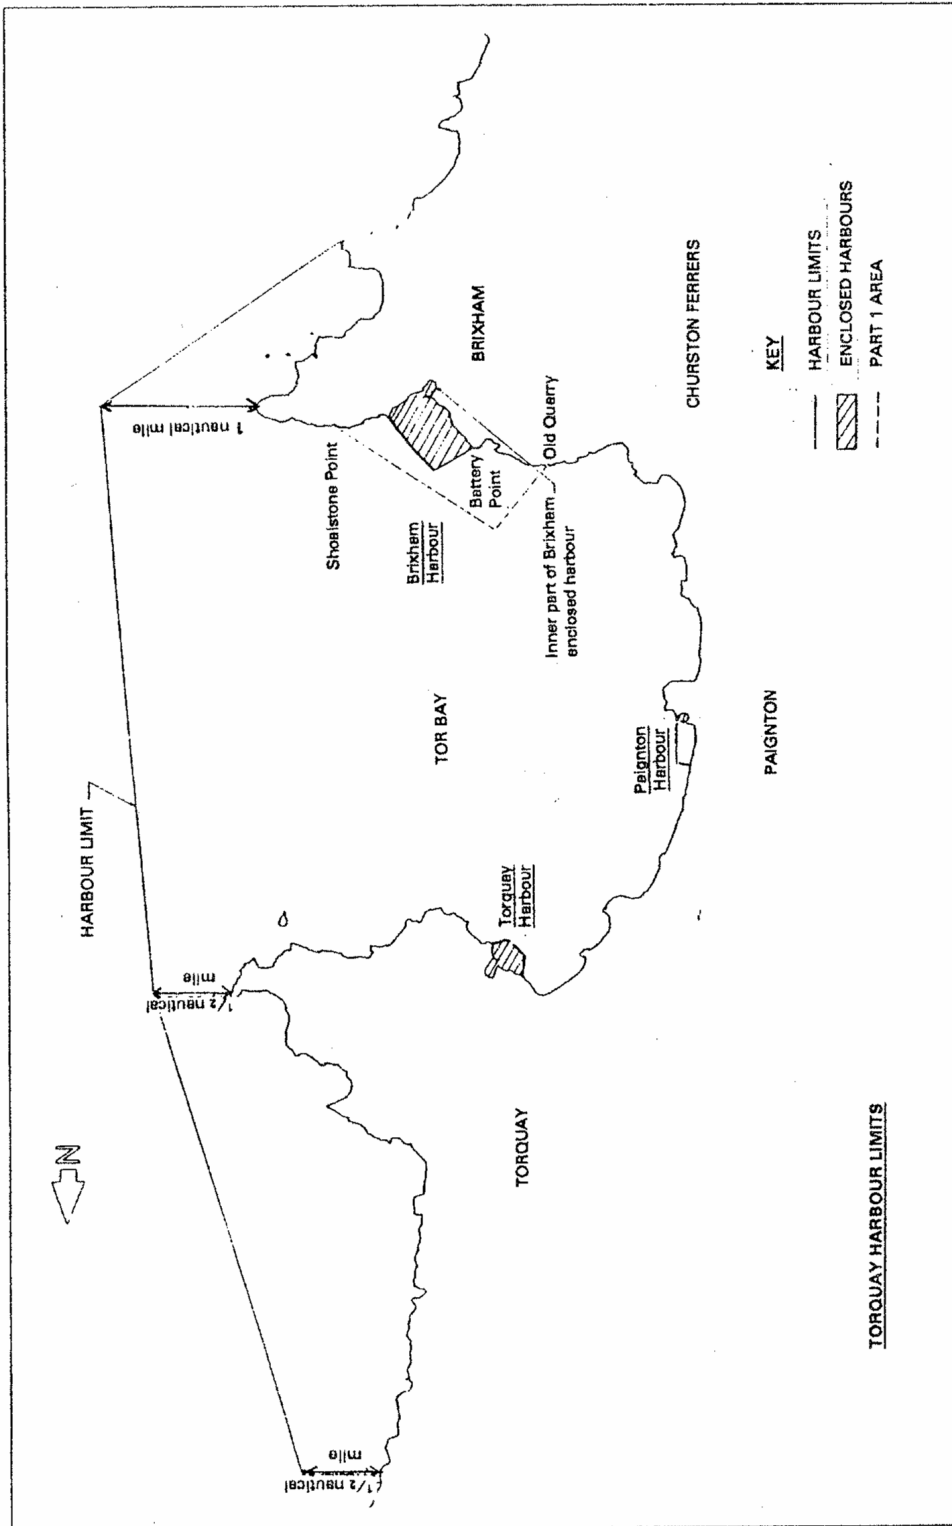 N
HARBOUR LIMIT
1/2 nautical
mile
1/2 nautical
mile
1 nautical mile
Shoalstone Point
Brixham
Harbour
Battery
Point
Old Quarry
Inner part of Brixham
enclosed harbour
BRIXHAM
TOR BAY
Torquay
Harbour
Paignton
Harbour
TORQUAY
PAIGNTON
CHURSTON FERRERS
KEY
HARBOUR LIMITS
ENCLOSED HARBOURS
PART 1 AREA
TORQUAY HARBOUR LIMITS